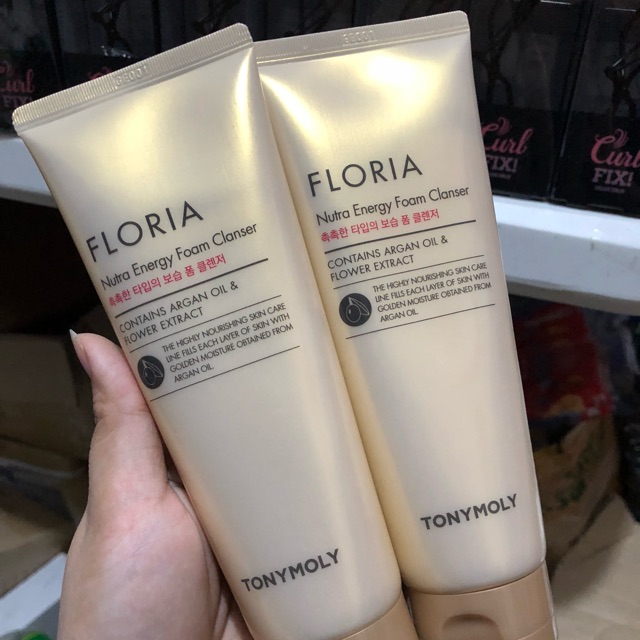 FLORIA
Nutra Energy Foam Clanser
촉촉한 타입의 보습 폼 클렌저
CONTAINS ARGAN OIL &
FLOWER EXTRACT
THE HIGHLY NOURISHING SKIN CARE
LINE FILLS EACH LAYER OF SKIN WITH
GOLDEN MOISTURE OBTAINED FROM
ARGAN OIL
TONYMOLY
FLORIA
Nutra Energy Foam Clanser
촉촉한 타입의 보습 폼 클렌저
CONTAINS ARGAN OIL &
FLOWER EXTRACT
THE HIGHLY NOURISHING SKIN CARE
LINE FILLS EACH LAYER OF SKIN WITH
GOLDEN MOISTURE OBTAINED FROM
ARGAN OIL
TONYMOLY
Curl
FIX!
Curl
FIX!
Curl